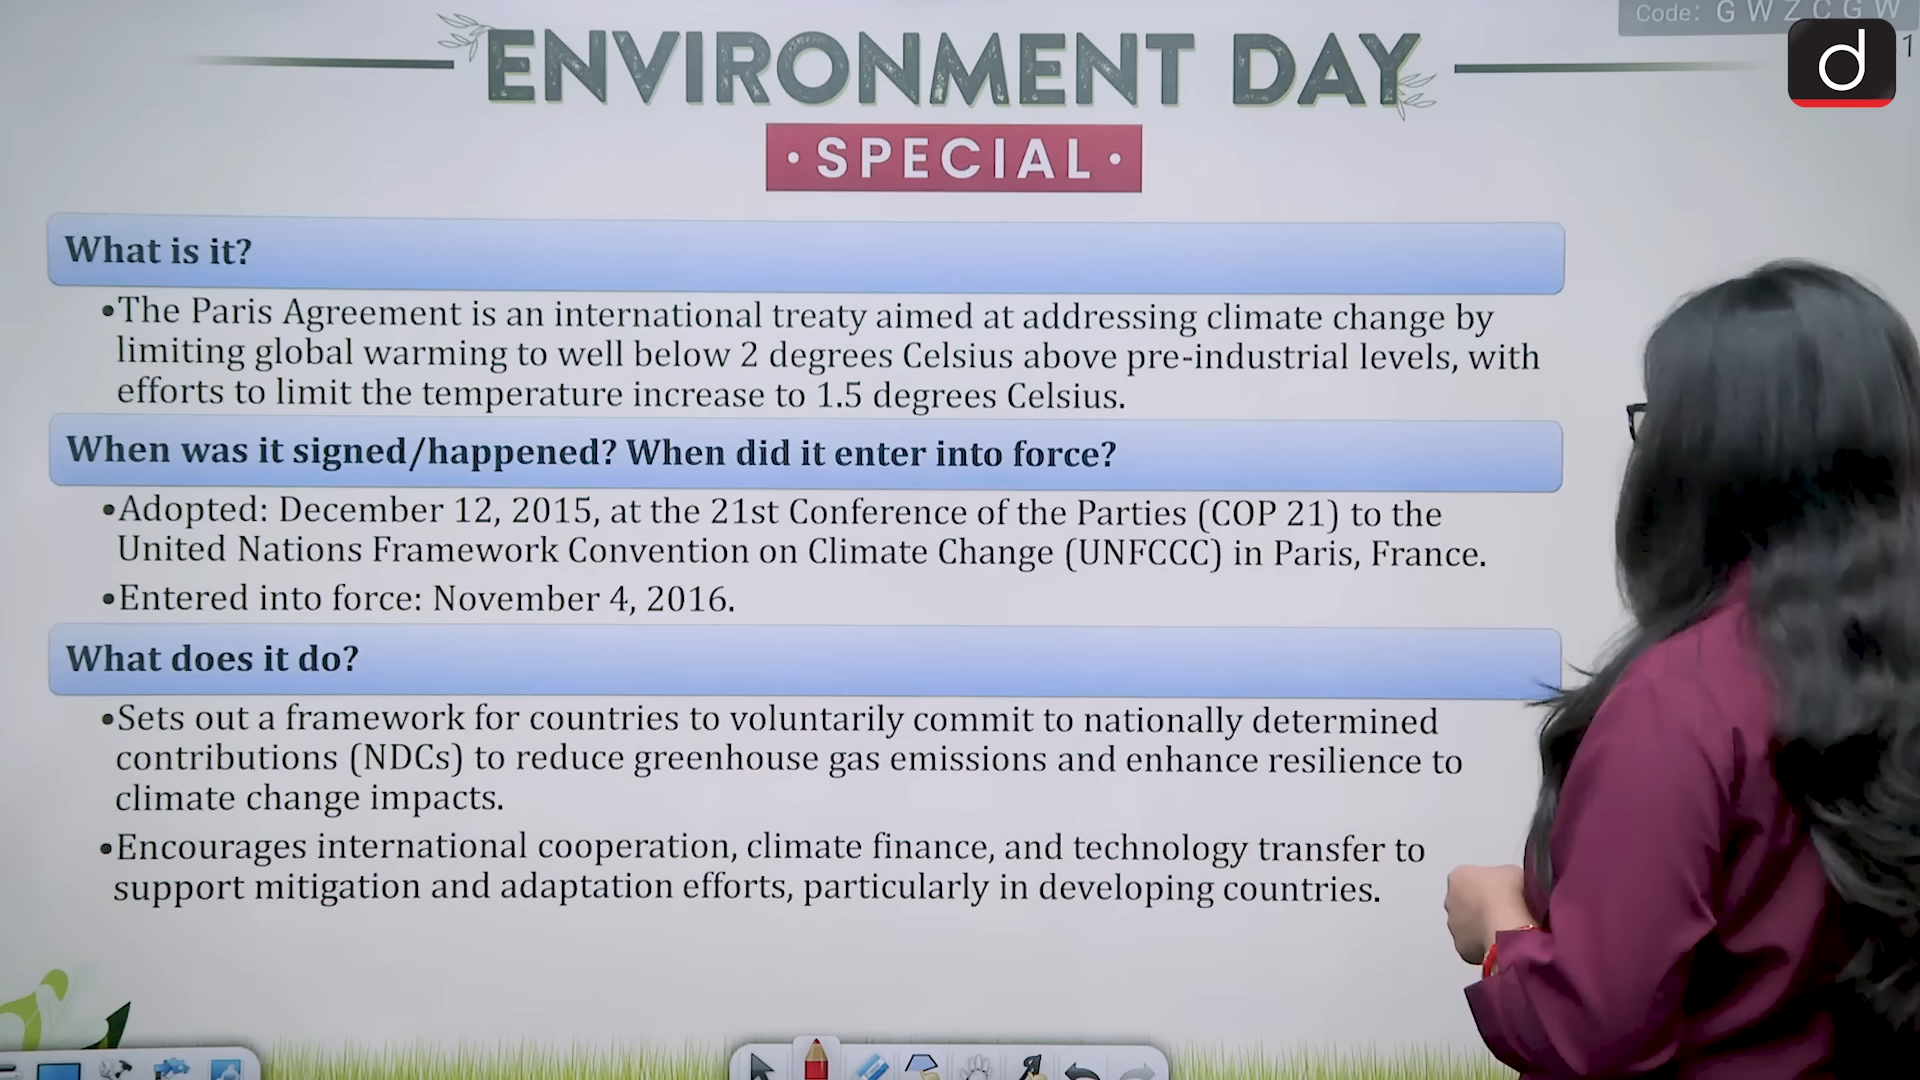 Code: G W Z C G W
d
1
ENVIRONMENT DAY
• SPECIAL •
What is it?
•The Paris Agreement is an international treaty aimed at addressing climate change by
limiting global warming to well below 2 degrees Celsius above pre-industrial levels, with
efforts to limit the temperature increase to 1.5 degrees Celsius.
When was it signed/happened? When did it enter into force?
•Adopted: December 12, 2015, at the 21st Conference of the Parties (COP 21) to the
United Nations Framework Convention on Climate Change (UNFCCC) in Paris, France.
•Entered into force: November 4, 2016.
What does it do?
•Sets out a framework for countries to voluntarily commit to nationally determined
contributions (NDCs) to reduce greenhouse gas emissions and enhance resilience to
climate change impacts.
•Encourages international cooperation, climate finance, and technology transfer to
support mitigation and adaptation efforts, particularly in developing countries.